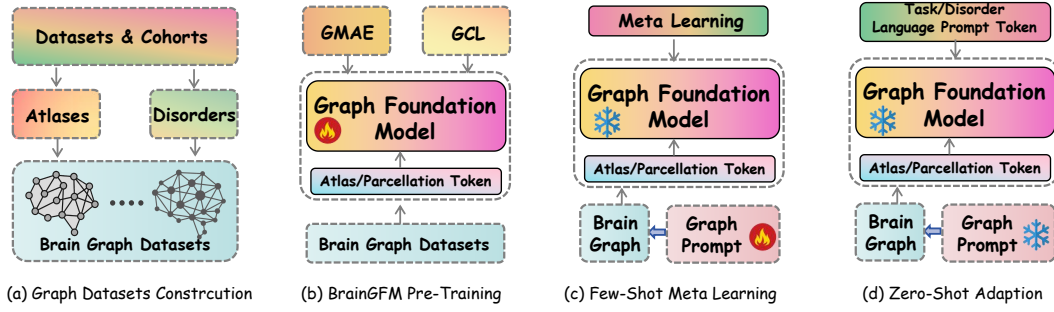 Datasets & Cohorts
Atlases
Disorders
Brain Graph Datasets
(a) Graph Datasets Constrcution
GMAE
GCL
Graph Foundation
Model
Atlas/Parcellation Token
Brain Graph Datasets
(b) BrainGFM Pre-Training
Meta Learning
Graph Foundation
Model
Atlas/Parcellation Token
Brain
Graph
Graph
Prompt
(c) Few-Shot Meta Learning
Task/Disorder
Language Prompt Token
Graph Foundation
Model
Atlas/Parcellation Token
Brain
Graph
Graph
Prompt
(d) Zero-Shot Adaption